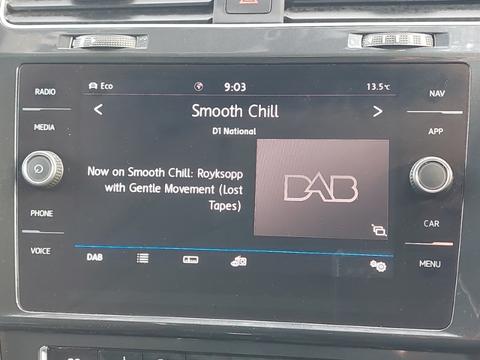 RADIO
MEDIA
PHONE
VOICE
Eco
9:03
13.5°C
< Smooth Chill >
D1 National
Now on Smooth Chill: Royksopp
with Gentle Movement (Lost
Tapes)
DAB
DAB
NAV
APP
CAR
MENU